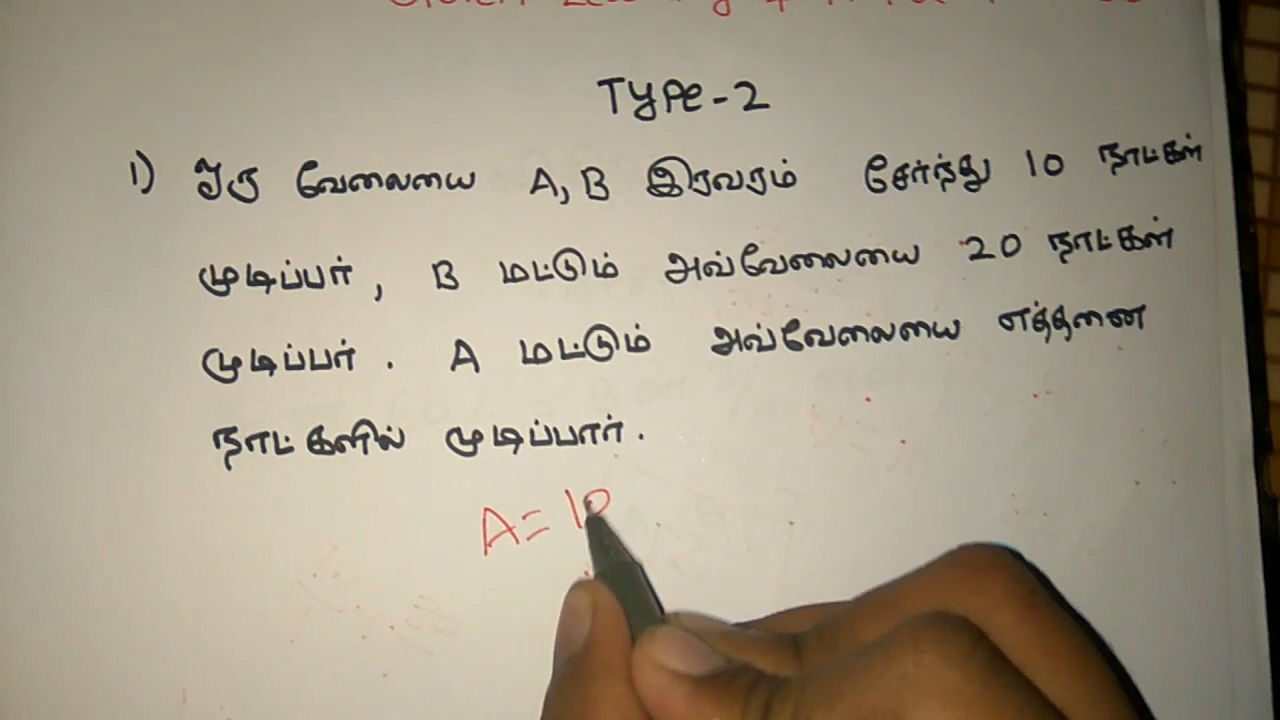 TYPE-2
1) ஒரு வேலையை A, B இருவரும் சேர்ந்து 10 நாட்கள்
முடிப்பர், B மட்டும் அவ்வேலையை 20 நாட்கள்
முடிப்பர். A மட்டும் அவ்வேலையை எத்தனை
நாட்களில் முடிப்பார்.
A = 10